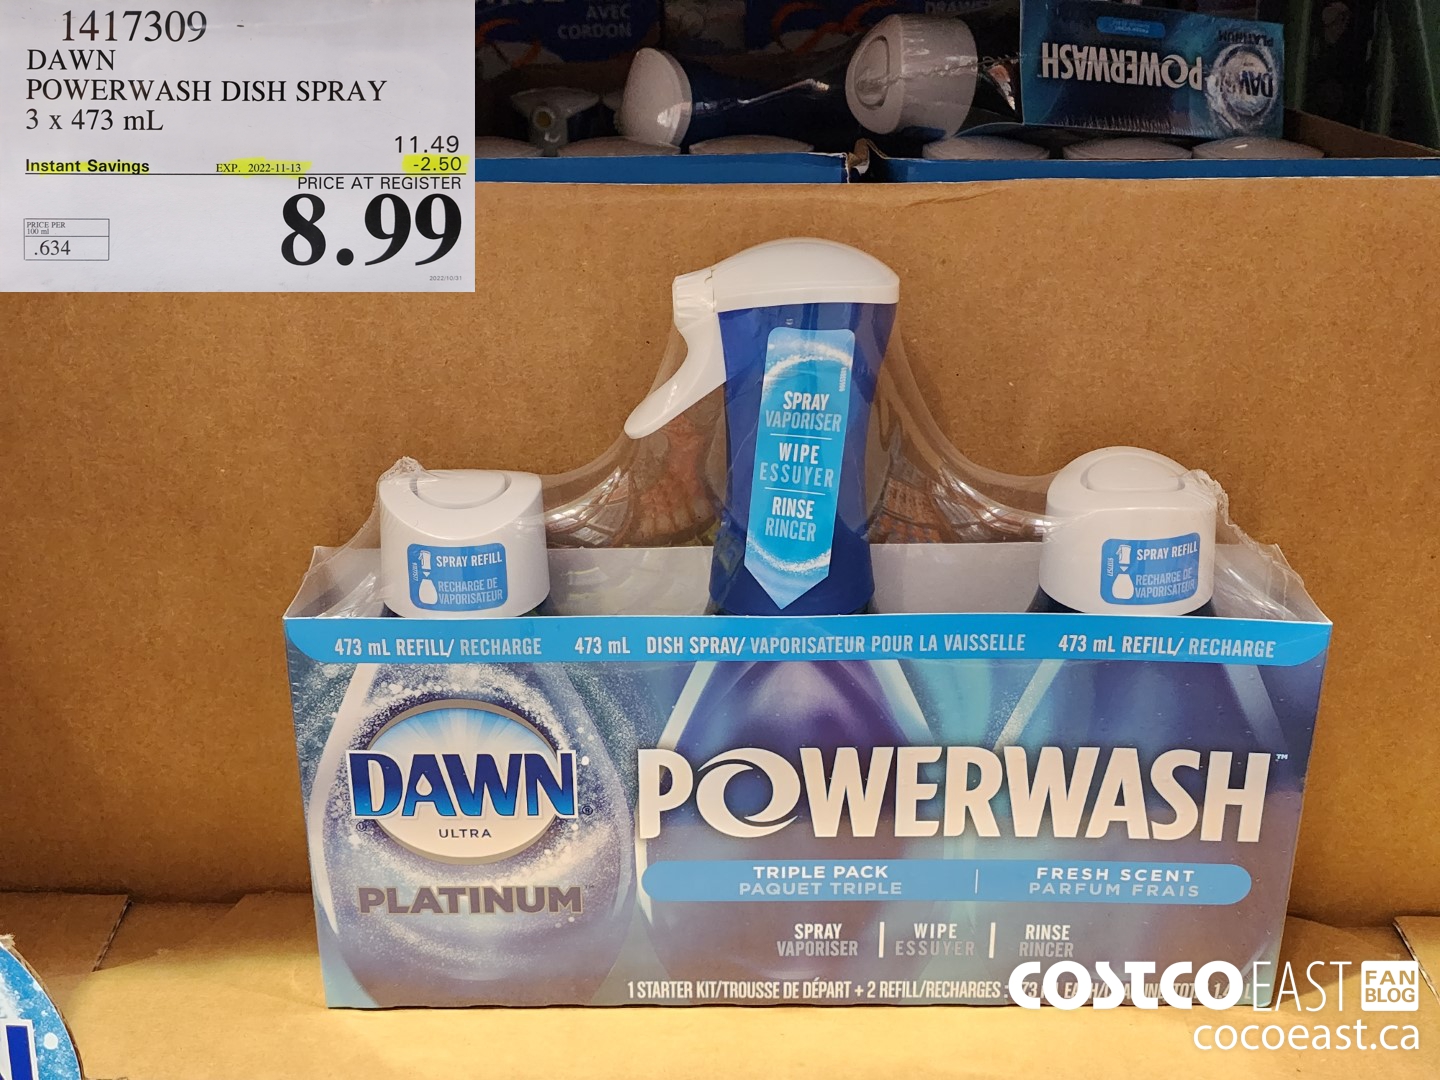 1417309
DAWN
POWERWASH DISH SPRAY
3 x 473 mL
11.49
Instant Savings EXP. 2022-11-13 -2.50
PRICE AT REGISTER
8.99
PRICE PER
100 ml
.634
2022/10/31
AVEC
CORDON
POWERWASH
DAWN
PLATINUM
SPRAY
VAPORISER
WIPE
ESSUYER
RINSE
RINCER
SPRAY REFILL
RECHARGE DE
VAPORISATEUR
SPRAY REFILL
RECHARGE DE
VAPORISATEUR
473 mL REFILL/ RECHARGE 473 mL DISH SPRAY/ VAPORISATEUR POUR LA VAISSELLE 473 mL REFILL/ RECHARGE
DAWN
ULTRA
PLATINUM
POWERWASH™
TRIPLE PACK FRESH SCENT
PAQUET TRIPLE PARFUM FRAIS
SPRAY WIPE RINSE
VAPORISER ESSUYER RINCER
1 STARTER KIT/TROUSSE DE DÉPART + 2 REFILL/RECHARGES :
COSTCO EAST FAN
BLOG
cocoeast.ca